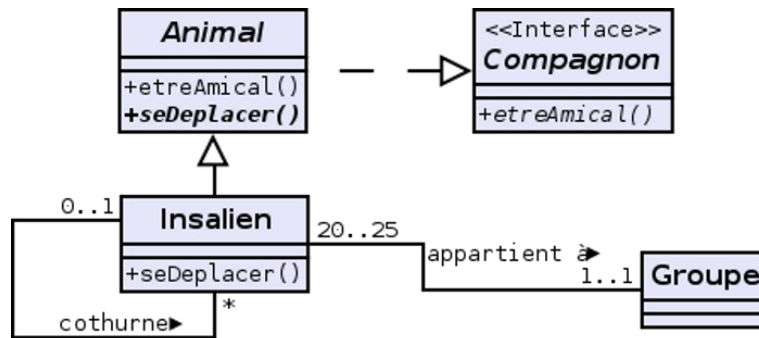 Animal
+etreAmical()
+seDeplacer()
<<Interface>>
Compagnon
+etreAmical()
0..1
Insalien
+seDeplacer()
20..25
appartient à
1..1
Groupe
*
cothurne